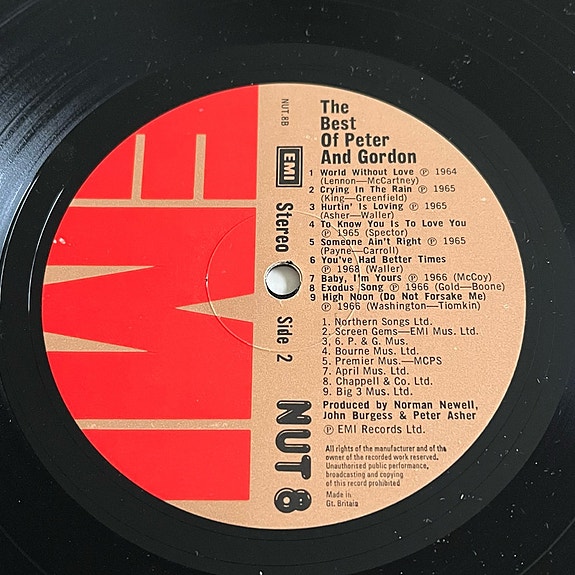 The
Best
Of Peter
And Gordon
1 World Without Love ℗ 1964
(Lennon—McCartney)
2 Crying In The Rain ℗ 1965
(King—Greenfield)
3 Hurtin' Is Loving ℗ 1965
(Asher—Waller)
4 To Know You Is To Love You
℗ 1965 (Spector)
5 Someone Ain't Right ℗ 1965
(Payne—Carroll)
6 You've Had Better Times
℗ 1968 (Waller)
7 Baby, I'm Yours ℗ 1966 (McCoy)
8 Exodus Song ℗ 1966 (Gold—Boone)
9 High Noon (Do Not Forsake Me)
℗ 1966 (Washington—Tiomkin)
1. Northern Songs Ltd.
2. Screen Gems—EMI Mus. Ltd.
3, 6. P. & G. Mus.
4. Bourne Mus. Ltd.
5. Premier Mus.—MCPS
7. April Mus. Ltd.
8. Chappell & Co. Ltd.
9. Big 3 Mus. Ltd.
Produced by Norman Newell,
John Burgess & Peter Asher
℗ EMI Records Ltd.
All rights of the manufacturer and of the
owner of the recorded work reserved.
Unauthorised public performance,
broadcasting and copying
of this record prohibited
Made in
Gt. Britain
NUT.8B
EMI Stereo Side 2 NUT 8
EMI